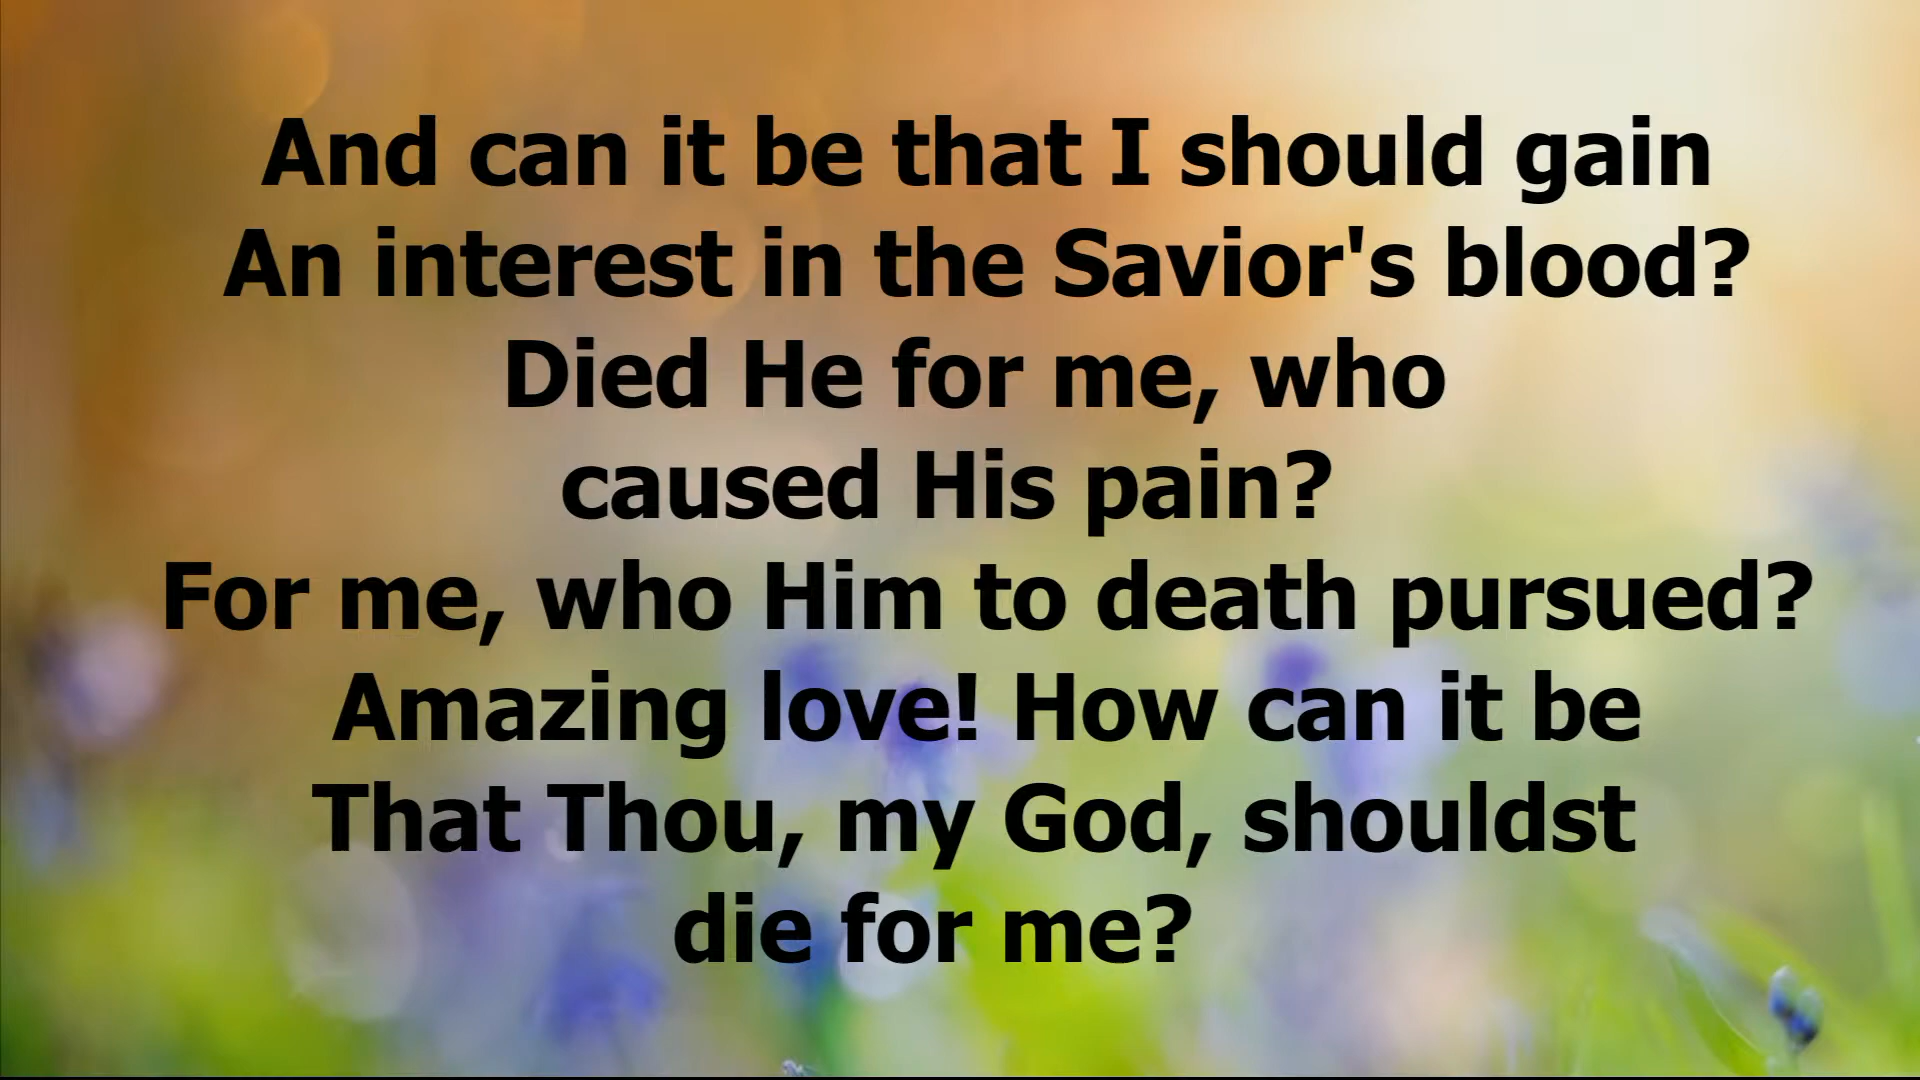 And can it be that I should gain
An interest in the Savior's blood?
Died He for me, who
caused His pain?
For me, who Him to death pursued?
Amazing love! How can it be
That Thou, my God, shouldst
die for me?